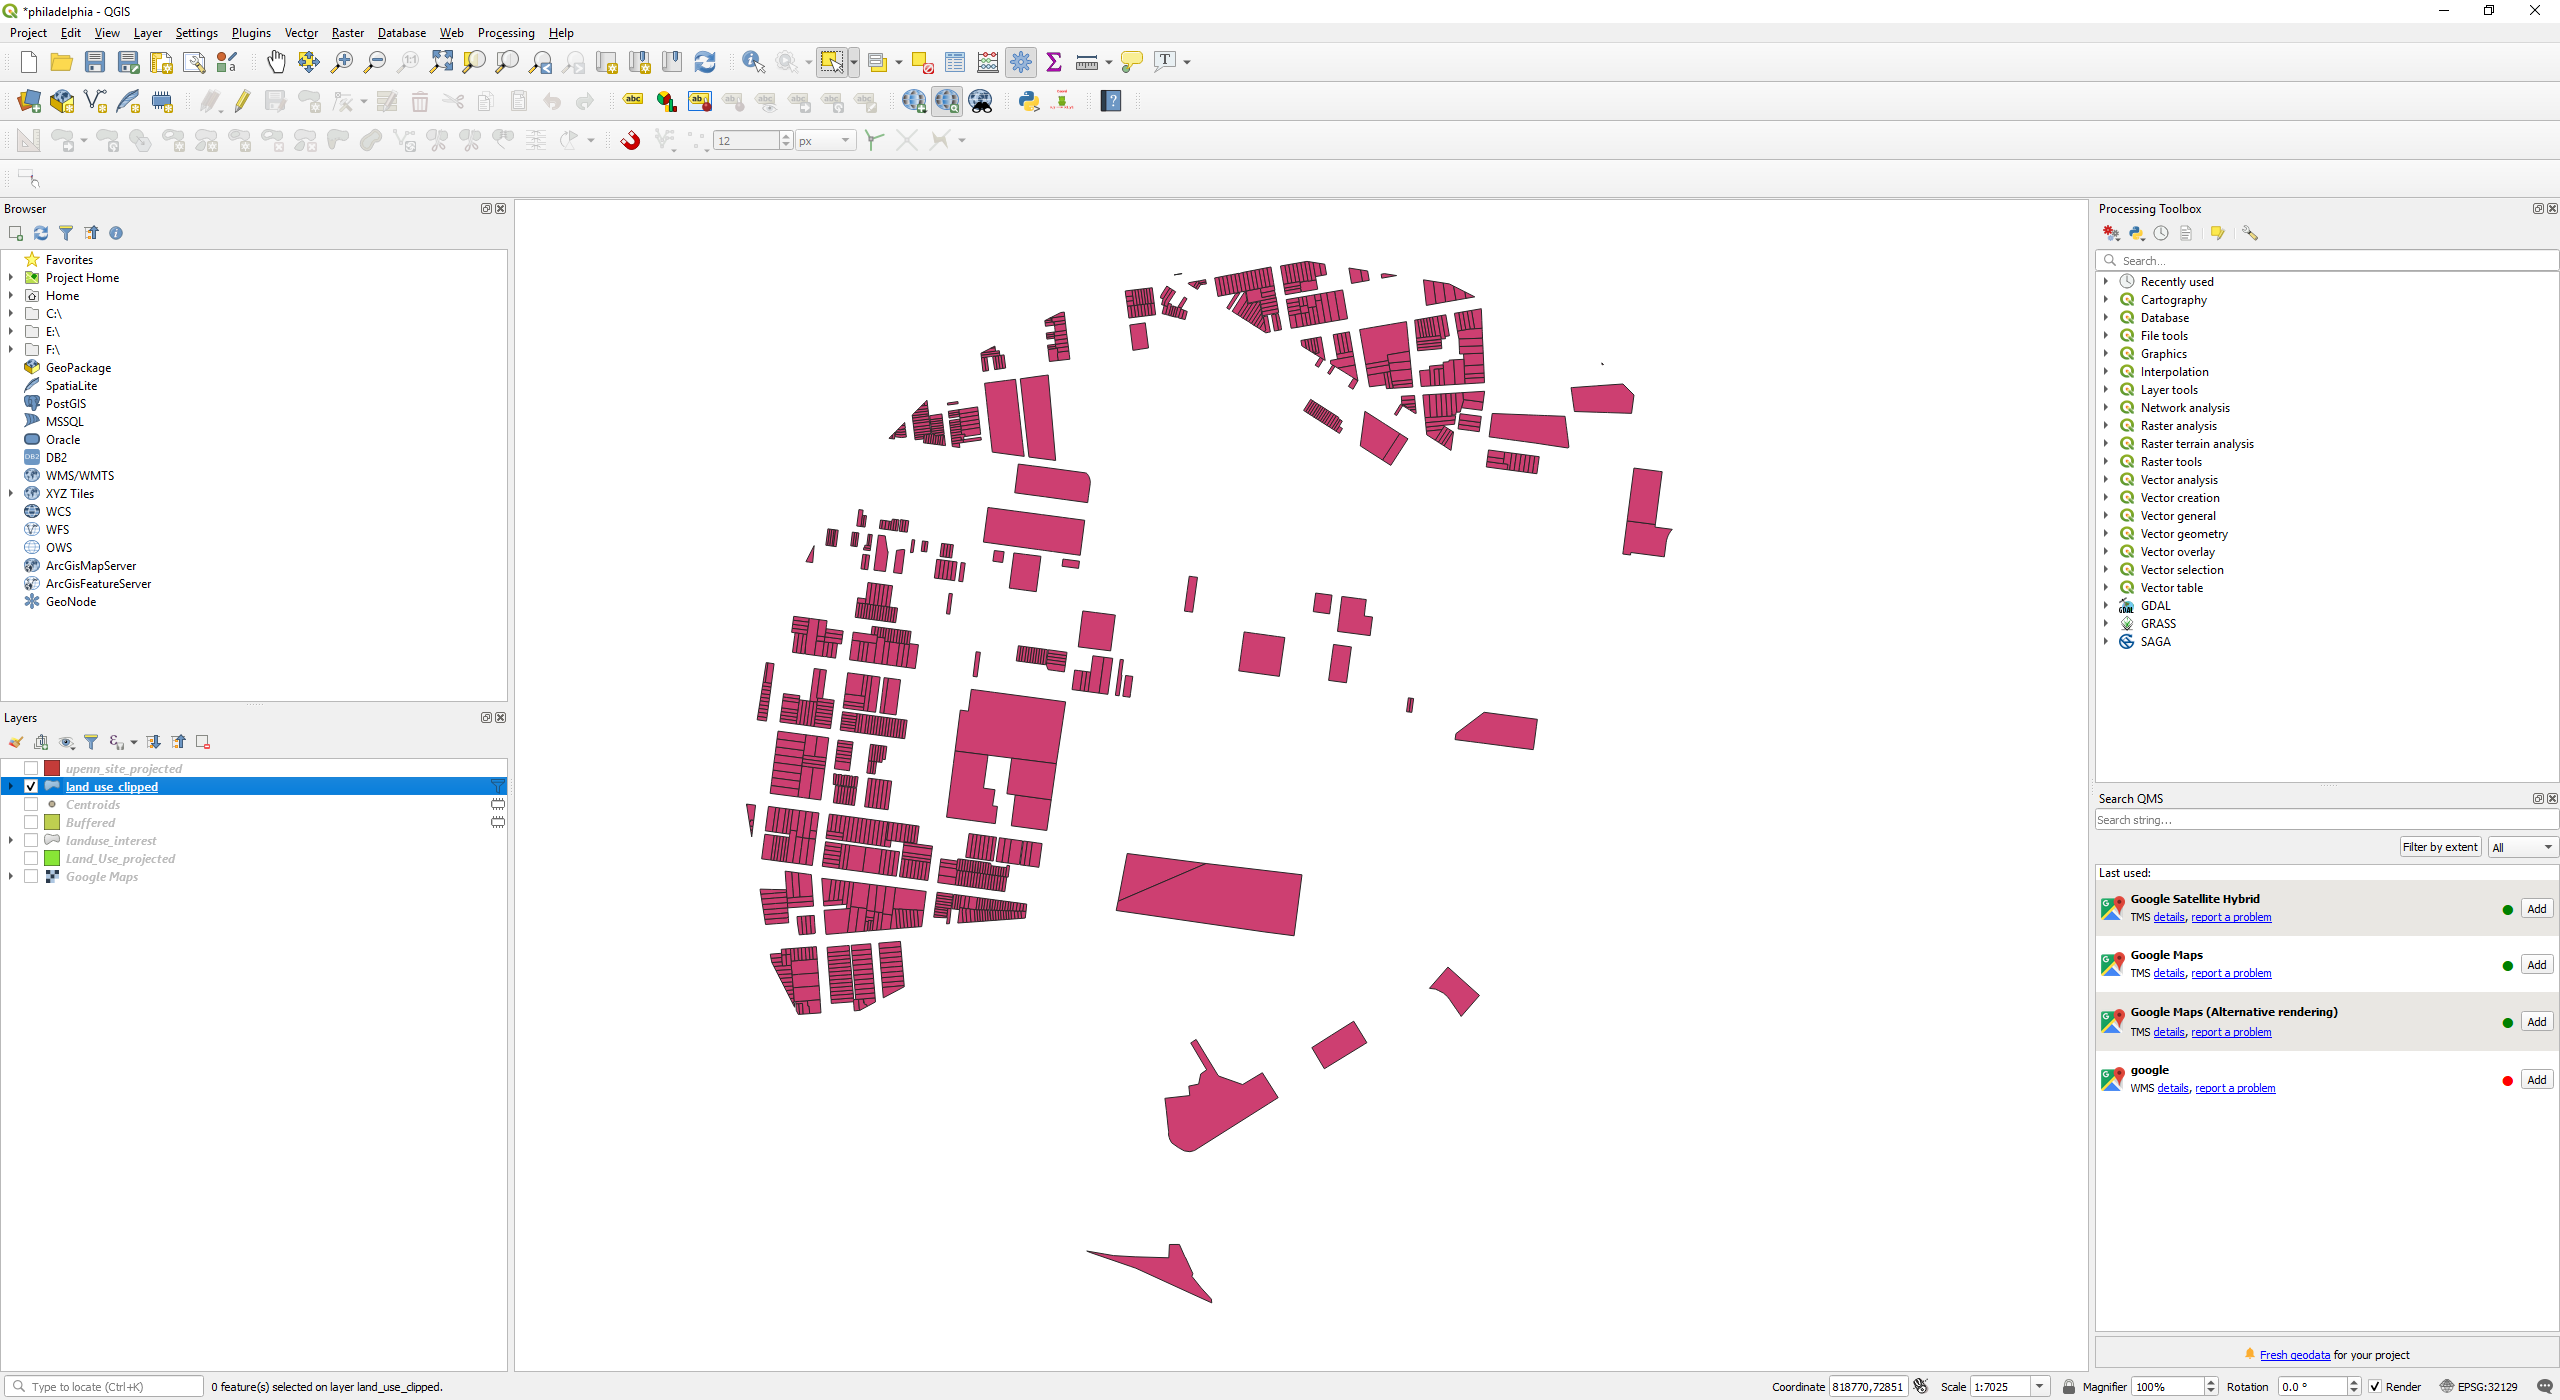 *philadelphia - QGIS
Project Edit View Layer Settings Plugins Vector Raster Database Web Processing Help
12 px
Browser
Favorites
Project Home
Home
C:\
E:\
F:\
GeoPackage
SpatiaLite
PostGIS
MSSQL
Oracle
DB2
WMS/WMTS
XYZ Tiles
WCS
WFS
OWS
ArcGisMapServer
ArcGisFeatureServer
GeoNode
Layers
upenn_site_projected
land_use_clipped
Centroids
Buffered
landuse_interest
Land_Use_projected
Google Maps
Processing Toolbox
Search...
Recently used
Cartography
Database
File tools
Graphics
Interpolation
Layer tools
Network analysis
Raster analysis
Raster terrain analysis
Raster tools
Vector analysis
Vector creation
Vector general
Vector geometry
Vector overlay
Vector selection
Vector table
GDAL
GRASS
SAGA
Search QMS
Search string...
Filter by extent All
Last used:
Google Satellite Hybrid
TMS details, report a problem Add
Google Maps
TMS details, report a problem Add
Google Maps (Alternative rendering)
TMS details, report a problem Add
google
WMS details, report a problem Add
Fresh geodata for your project
Type to locate (Ctrl+K) 0 feature(s) selected on layer land_use_clipped. Coordinate 818770,72851 Scale 1:7025 Magnifier 100% Rotation 0.0 ° Render EPSG:32129